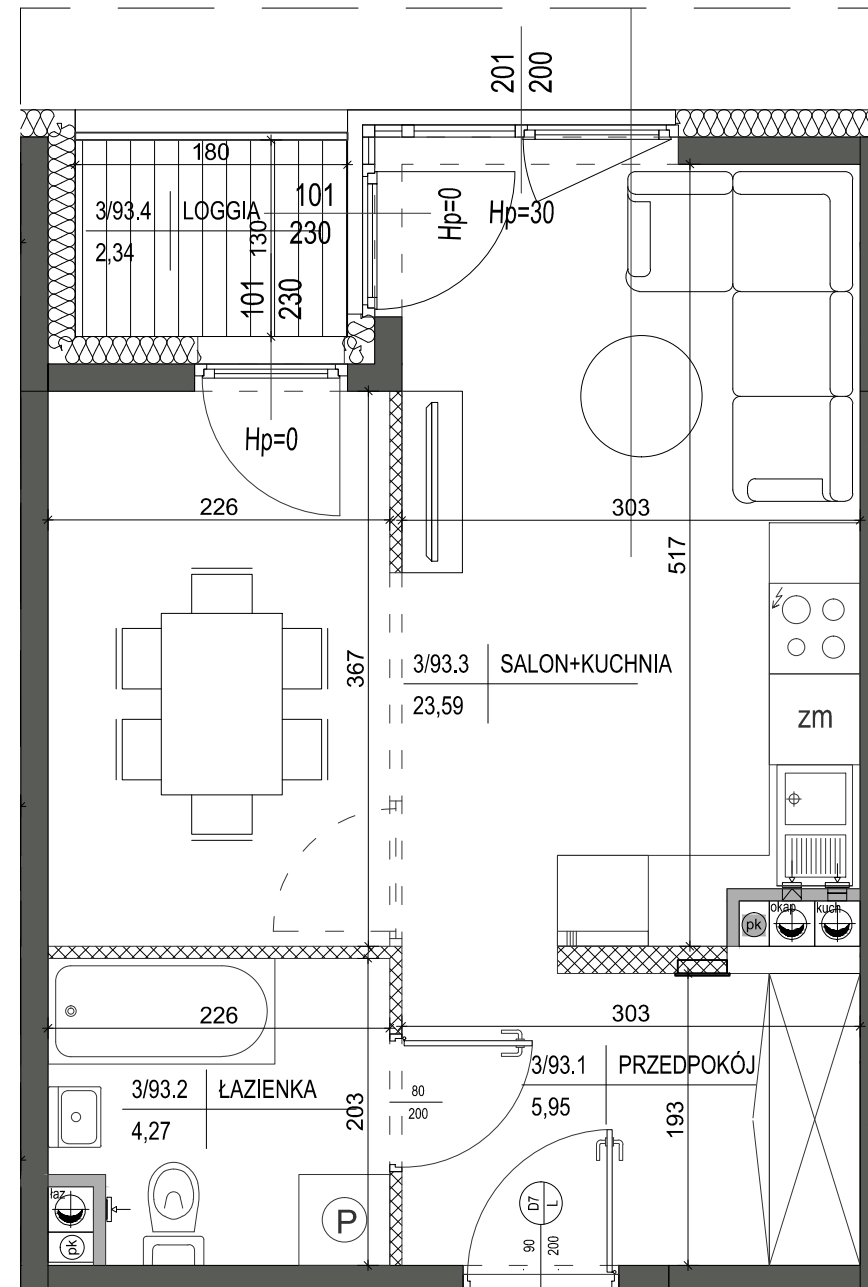 201
200
180
3/93.4 LOGGIA
2,34
130
101
230
101
230
Hp=0
Hp=30
Hp=0
226
303
517
367
3/93.3 SALON+KUCHNIA
23,59
zm
pk
okap
kuch
226
303
3/93.2 ŁAZIENKA
4,27
203
80
200
3/93.1 PRZEDPOKÓJ
5,95
193
łaz
pk
P
D7
L
90
200